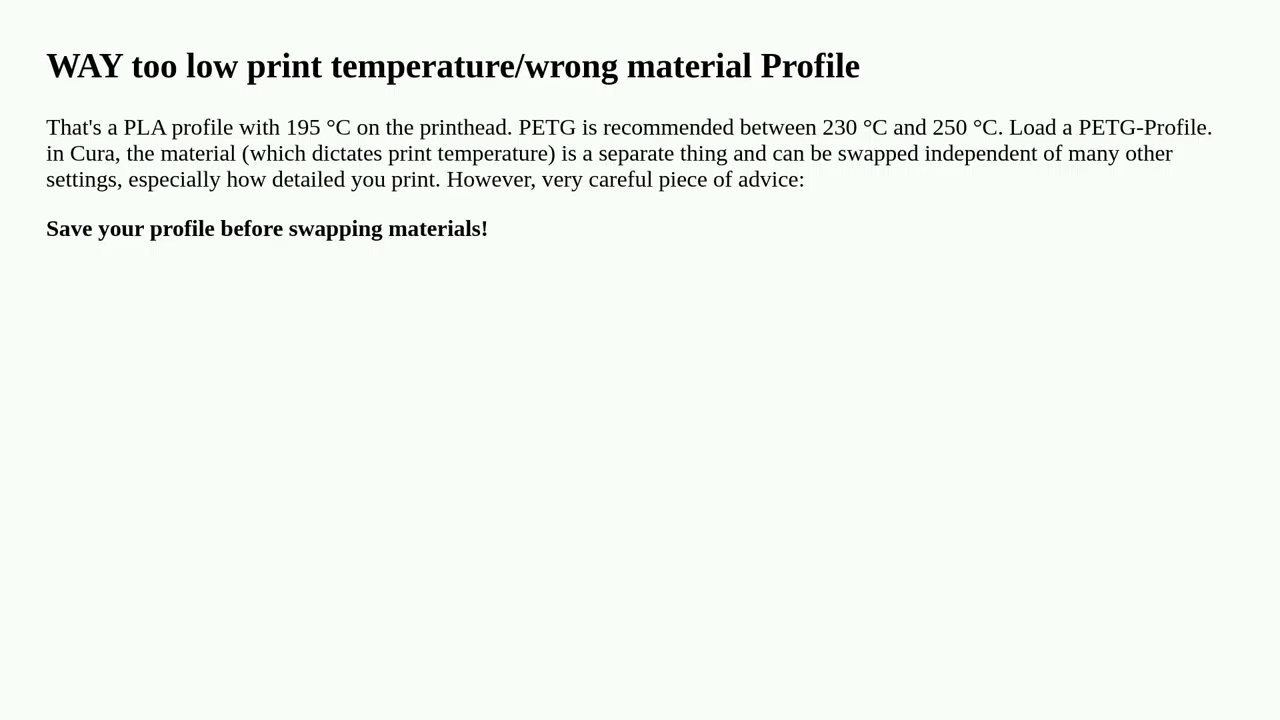 WAY too low print temperature/wrong material Profile
That's a PLA profile with 195 °C on the printhead. PETG is recommended between 230 °C and 250 °C. Load a PETG-Profile.
in Cura, the material (which dictates print temperature) is a separate thing and can be swapped independent of many other
settings, especially how detailed you print. However, very careful piece of advice:
Save your profile before swapping materials!